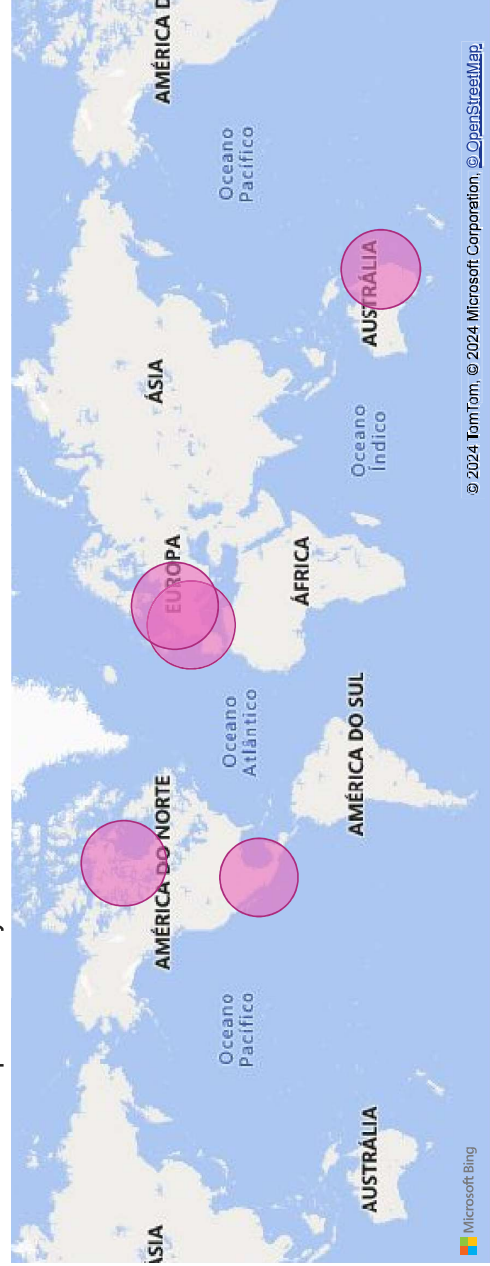 ÁSIA
AUSTRÁLIA
Oceano
Pacífico
AMÉRICA DO NORTE
AMÉRICA DO SUL
Oceano
Atlântico
EUROPA
ÁFRICA
ÁSIA
Oceano
Índico
AUSTRÁLIA
Oceano
Pacífico
AMÉRICA D
Microsoft Bing
© 2024 TomTom, © 2024 Microsoft Corporation, © OpenStreetMap